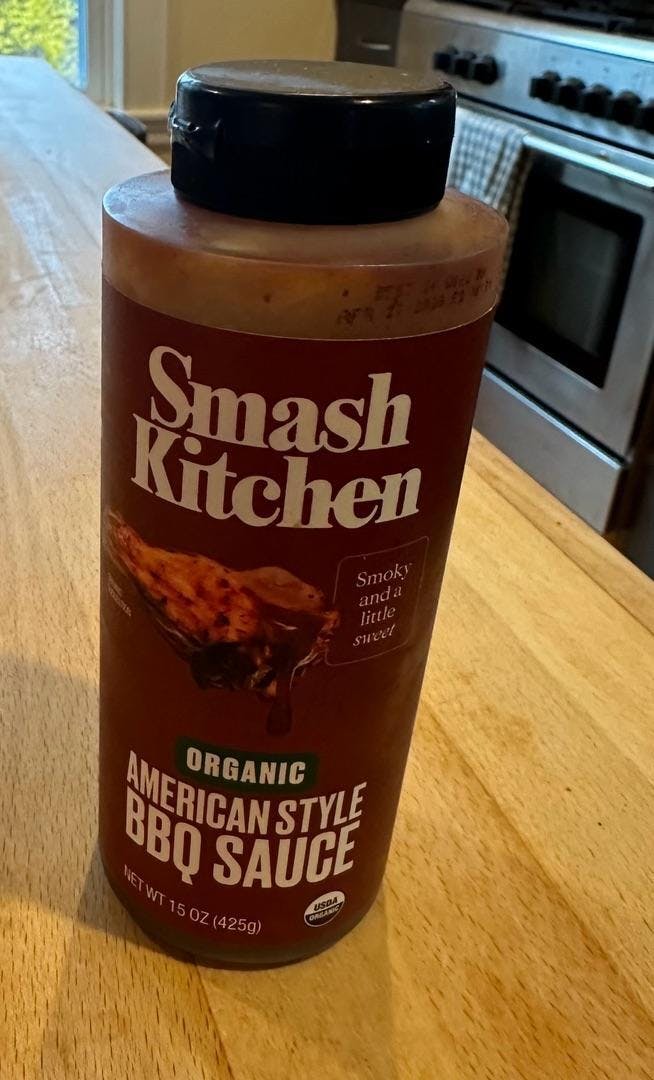 Smash
Kitchen
Smoky
and a
little
sweet
ORGANIC
AMERICAN STYLE
BBQ SAUCE
NET WT 15 OZ (425g)
USDA
ORGANIC